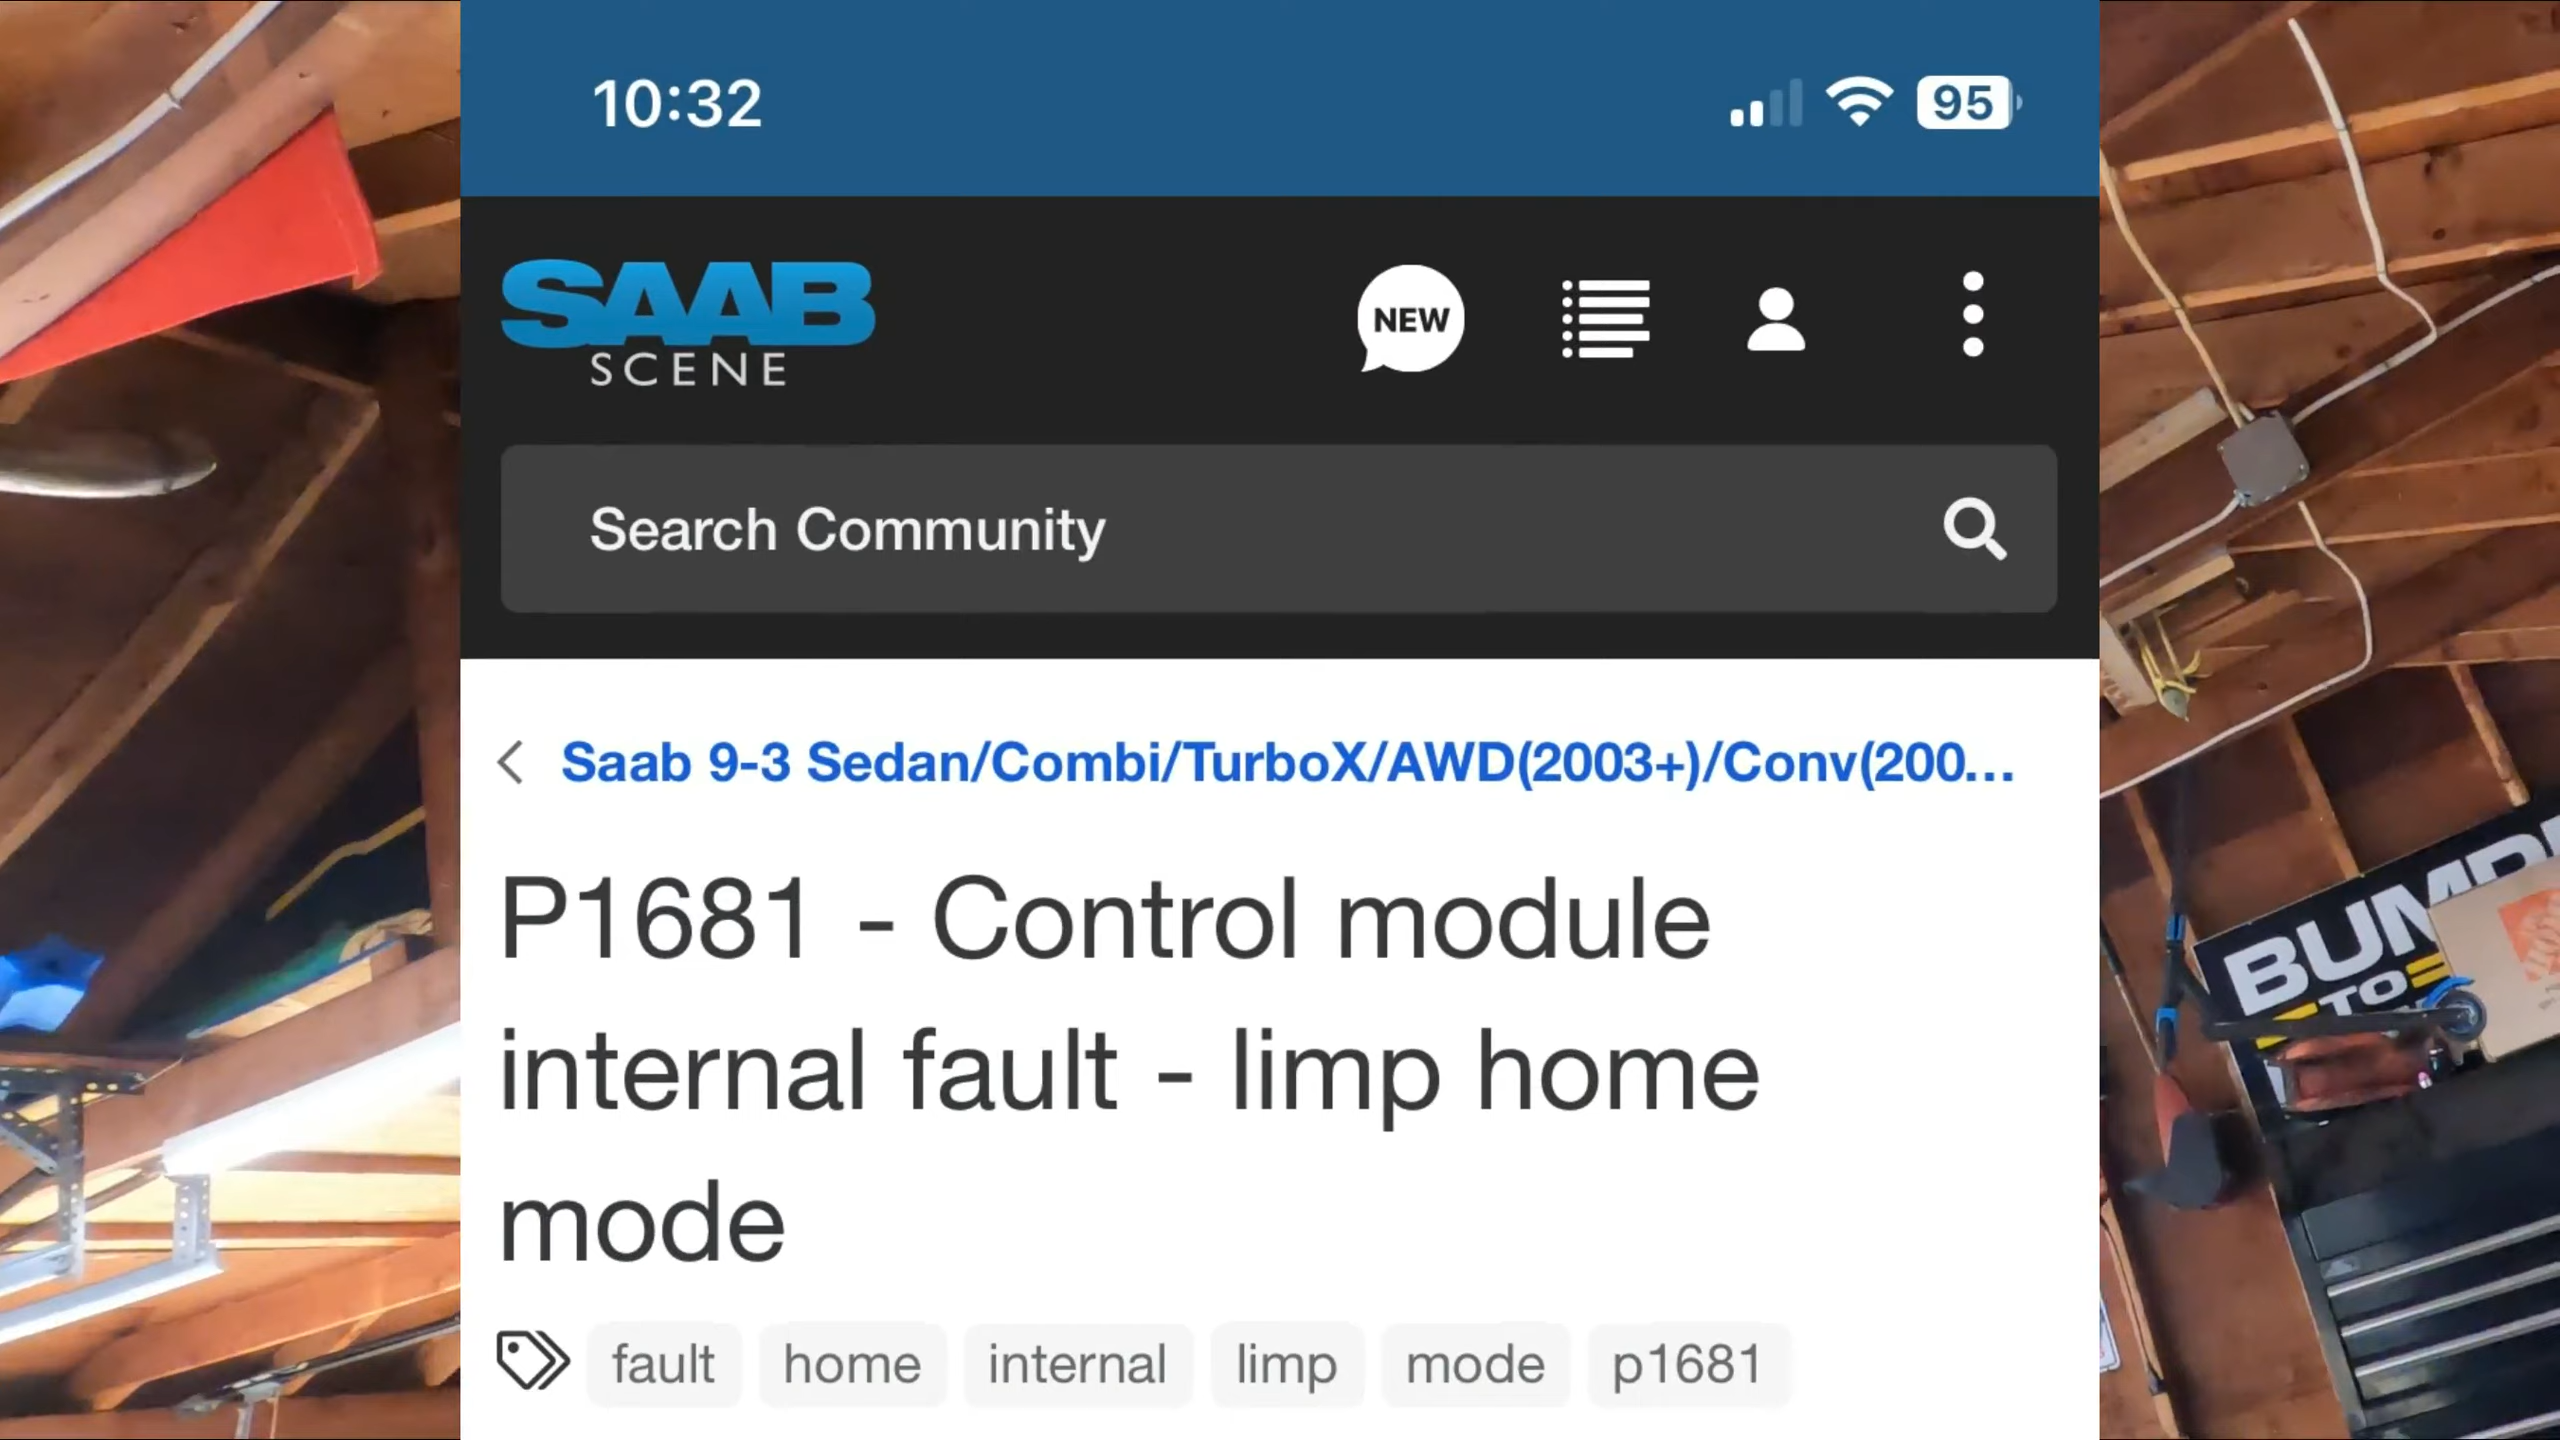 10:32
95
SAAB
SCENE
NEW
Search Community
Saab 9-3 Sedan/Combi/TurboX/AWD(2003+)/Conv(200...
P1681 - Control module
internal fault - limp home
mode
fault home internal limp mode p1681
TO